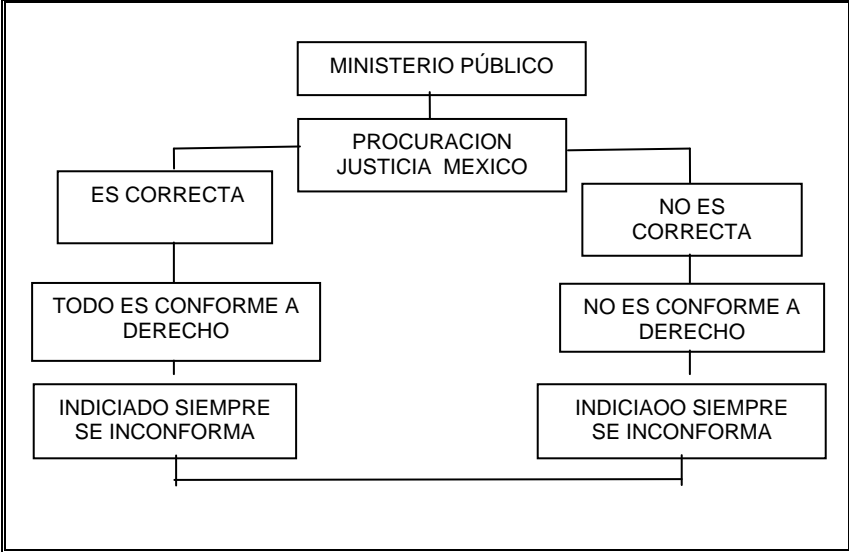 MINISTERIO PÚBLICO
PROCURACION
JUSTICIA MEXICO
ES CORRECTA
NO ES
CORRECTA
TODO ES CONFORME A
DERECHO
NO ES CONFORME A
DERECHO
INDICIADO SIEMPRE
SE INCONFORMA
INDICIAOO SIEMPRE
SE INCONFORMA